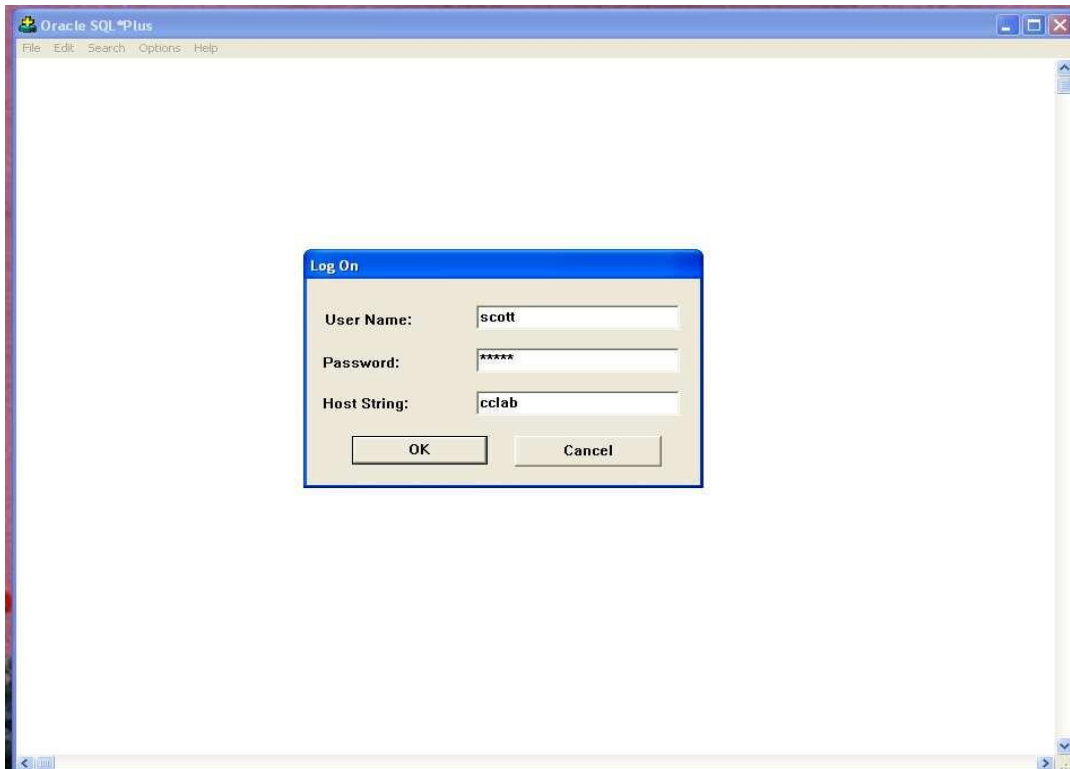 Oracle SQL*Plus
File Edit Search Options Help
Log On
User Name: scott
Password: *****
Host String: cclab
OK Cancel